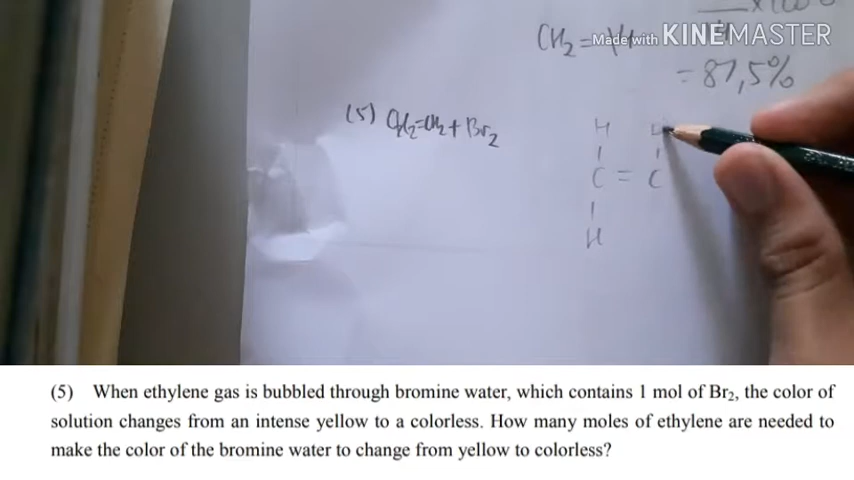 CH₂=
Made with KINEMASTER
= 87,5%
(5) CH₂=CH₂ + Br₂
H H
C = C
H
(5) When ethylene gas is bubbled through bromine water, which contains 1 mol of Br₂, the color of
solution changes from an intense yellow to a colorless. How many moles of ethylene are needed to
make the color of the bromine water to change from yellow to colorless?